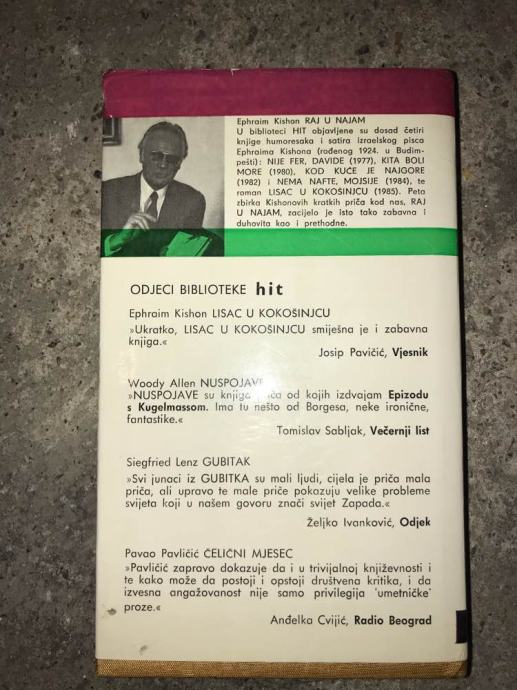 Ephraim Kishon RAJ U NAJAM
U biblioteci HIT objavljene su dosad četiri
knjige humoresaka i satira izraelskog pisca
Ephraima Kishona (rođenog 1924. u Budim-
pešti): NIJE FER, DAVIDE (1977), KITA BOLI
MORE (1980), KOD KUĆE JE NAJGORE
(1982) i NEMA NAFTE, MOJSIJE (1984), te
roman LISAC U KOKOŠINJCU (1985). Peta
zbirka Kishonovih kratkih priča kod nas, RAJ
U NAJAM, zacijelo je isto tako zabavna i
duhovita kao i prethodne.
ODJECI BIBLIOTEKE hit
Ephraim Kishon LISAC U KOKOŠINJCU
»Ukratko, LISAC U KOKOŠINJCU smiješna je i zabavna
knjiga.«
Josip Pavičić, Vjesnik
Woody Allen NUSPOJAVE
»NUSPOJAVE su knjiga priča od kojih izdvajam Epizodu
s Kugelmassom. Ima tu nešto od Borgesa, neke ironične,
fantastike.«
Tomislav Sabljak, Večernji list
Siegfried Lenz GUBITAK
»Svi junaci iz GUBITKA su mali ljudi, cijela je priča mala
priča, ali upravo te male priče pokazuju velike probleme
svijeta koji u našem govoru znači svijet Zapada.«
Željko Ivanković, Odjek
Pavao Pavličić ČELIČNI MJESEC
»Pavličić zapravo dokazuje da i u trivijalnoj književnosti i
te kako može da postoji i opstoji društvena kritika, i da
izvesna angažovanost nije samo privilegija 'umetničke'
proze.«
Anđelka Cvijić, Radio Beograd